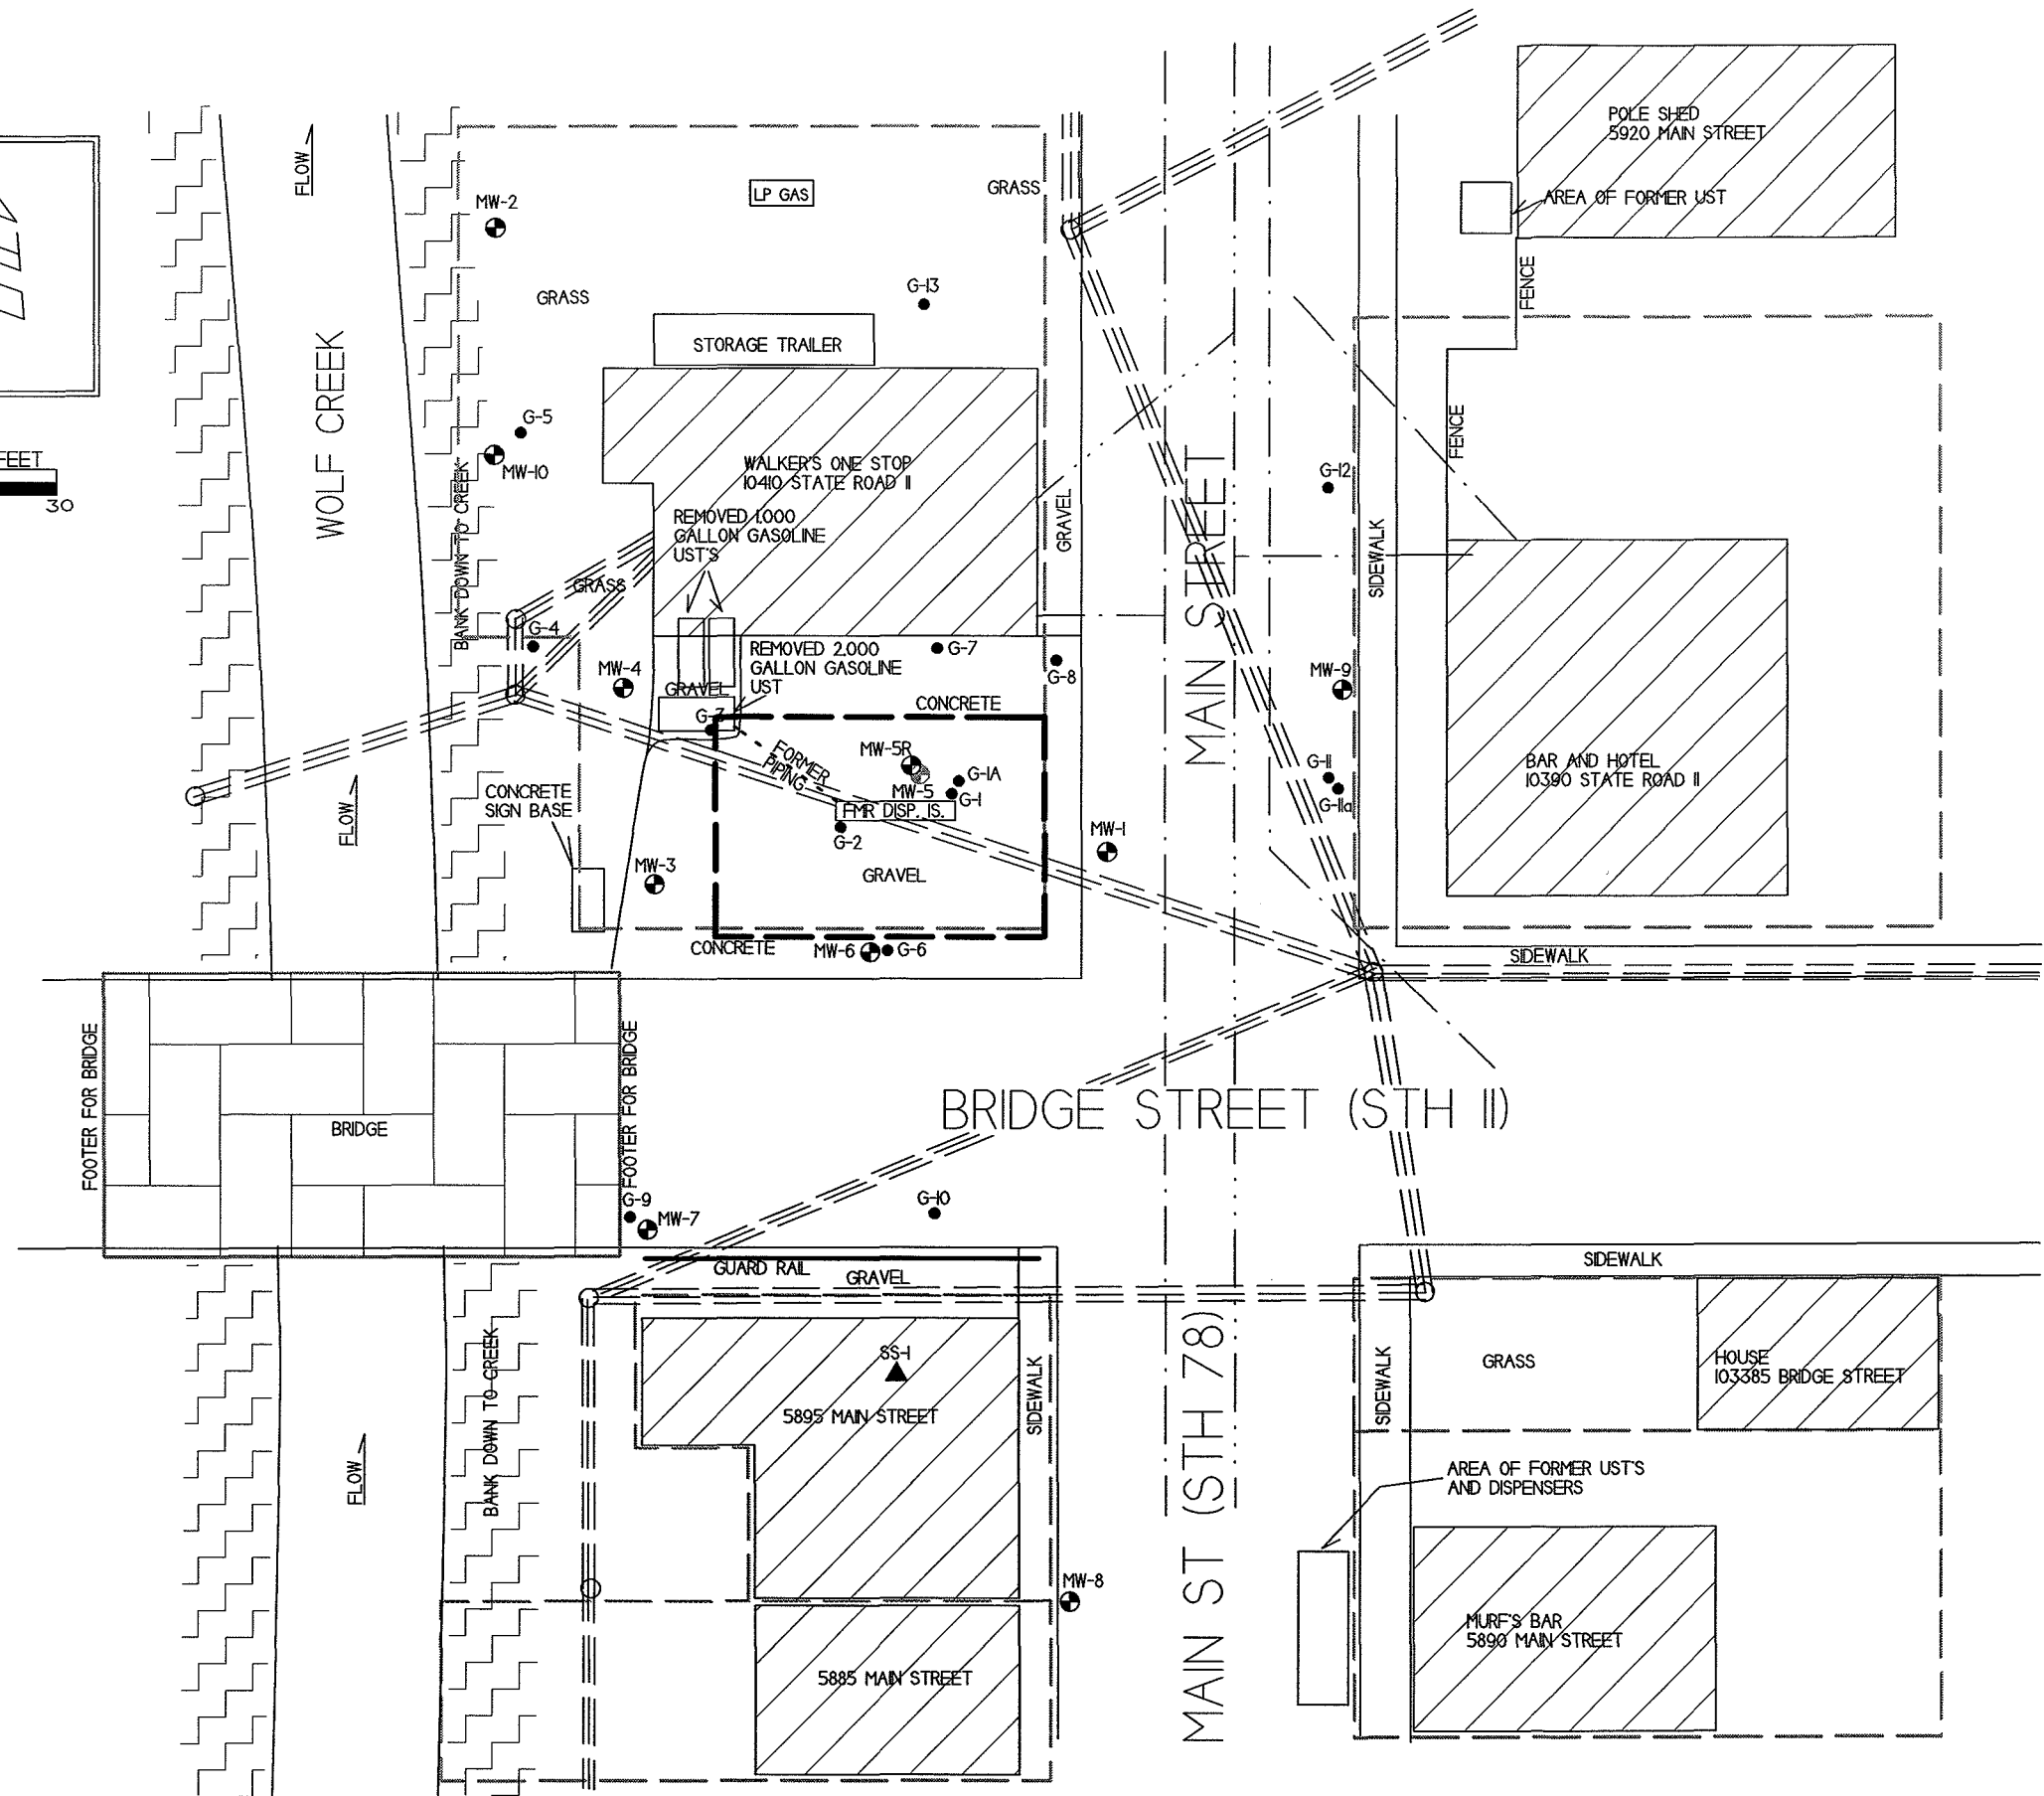 POLE SHED
5920 MAIN STREET
AREA OF FORMER UST
FENCE
FLOW
MW-2
LP GAS
GRASS
GRASS
G-13
STORAGE TRAILER
WOLF CREEK
G-5
MW-10
FEET
30
BANK DOWN TO CREEK
WALKER'S ONE STOP
10410 STATE ROAD 11
REMOVED 1,000
GALLON GASOLINE
UST'S
GRAVEL
MAIN STREET
G-12
SIDEWALK
FENCE
GRASS
G-4
MW-4
REMOVED 2,000
GALLON GASOLINE
UST
GRAVEL
G-7
G-8
MW-9
CONCRETE
G-3
FORMER
PIPING
MW-5R
MW-5
G-1A
G-1
FMR DISP. IS.
G-2
G-11
G-11a
BAR AND HOTEL
10390 STATE ROAD 11
CONCRETE
SIGN BASE
FLOW
MW-1
MW-3
GRAVEL
CONCRETE
MW-6
G-6
SIDEWALK
FOOTER FOR BRIDGE
BRIDGE
FOOTER FOR BRIDGE
BRIDGE STREET (STH 11)
G-9
MW-7
G-10
GUARD RAIL
GRAVEL
SIDEWALK
BANK DOWN TO CREEK
SS-1
5895 MAIN STREET
SIDEWALK
MAIN ST (STH 78)
SIDEWALK
GRASS
HOUSE
103385 BRIDGE STREET
FLOW
AREA OF FORMER UST'S
AND DISPENSERS
MW-8
MURF'S BAR
5890 MAIN STREET
5885 MAIN STREET